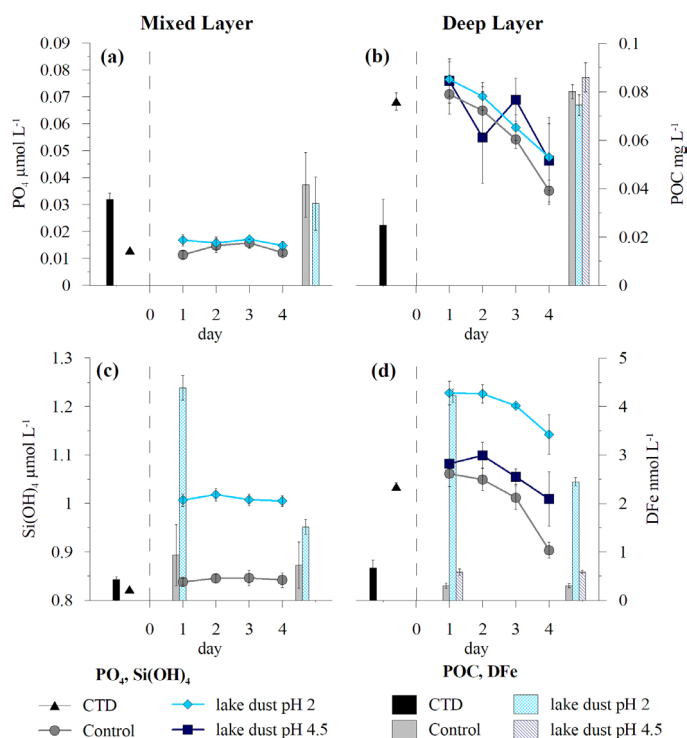 Mixed Layer Deep Layer
0.09 (a) (b) 0.1
0.08
0.07 0.08
0.06
0.05 0.06
0.04 0.04
0.03
0.02 0.02
0.01
0 0
PO₄ µmol L⁻¹
POC mg L⁻¹
0 1 2 3 4 0 1 2 3 4
day day
1.3 (c) (d) 5
1.2 4
1.1 3
1 2
0.9 1
0.8 0
Si(OH)₄ µmol L⁻¹
DFe nmol L⁻¹
0 1 2 3 4 0 1 2 3 4
day day
PO₄, Si(OH)₄ POC, DFe
CTD lake dust pH 2 CTD lake dust pH 2
Control lake dust pH 4.5 Control lake dust pH 4.5